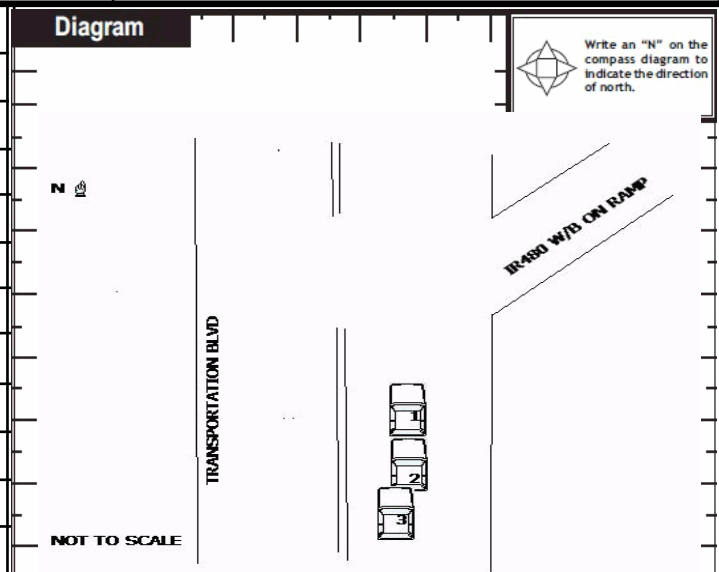 Diagram
Write an “N” on the
compass diagram to
indicate the direction
of north.
N
IR480 W/B ON RAMP
TRANSPORTATION BLVD
1
2
3
NOT TO SCALE